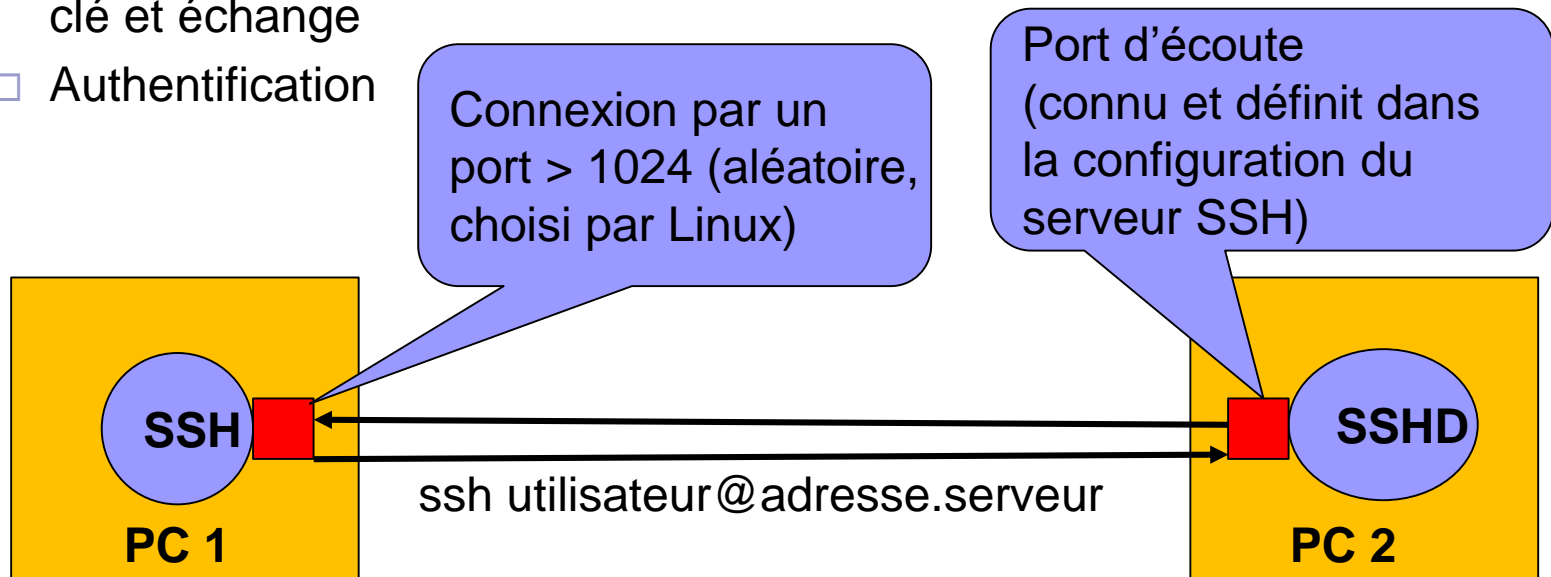 clé et échange
Authentification
Connexion par un
port > 1024 (aléatoire,
choisi par Linux)
Port d’écoute
(connu et définit dans
la configuration du
serveur SSH)
SSH
SSHD
ssh utilisateur@adresse.serveur
PC 1
PC 2